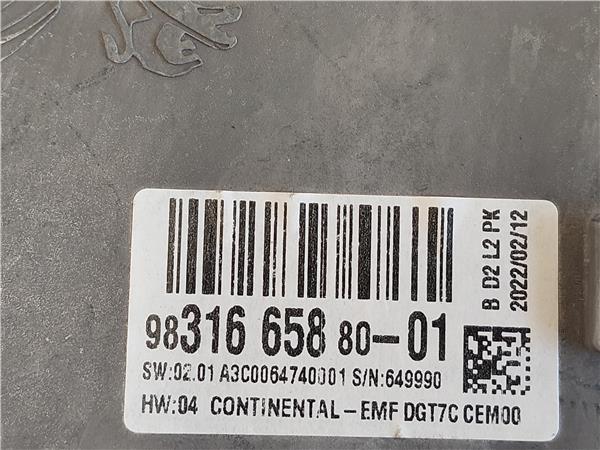 98316 658 80-01
SW:02.01 A3C0064740001 S/N:649990
HW:04 CONTINENTAL-EMF DGT7C CEM00
B D2 L2 PK
2022/02/12